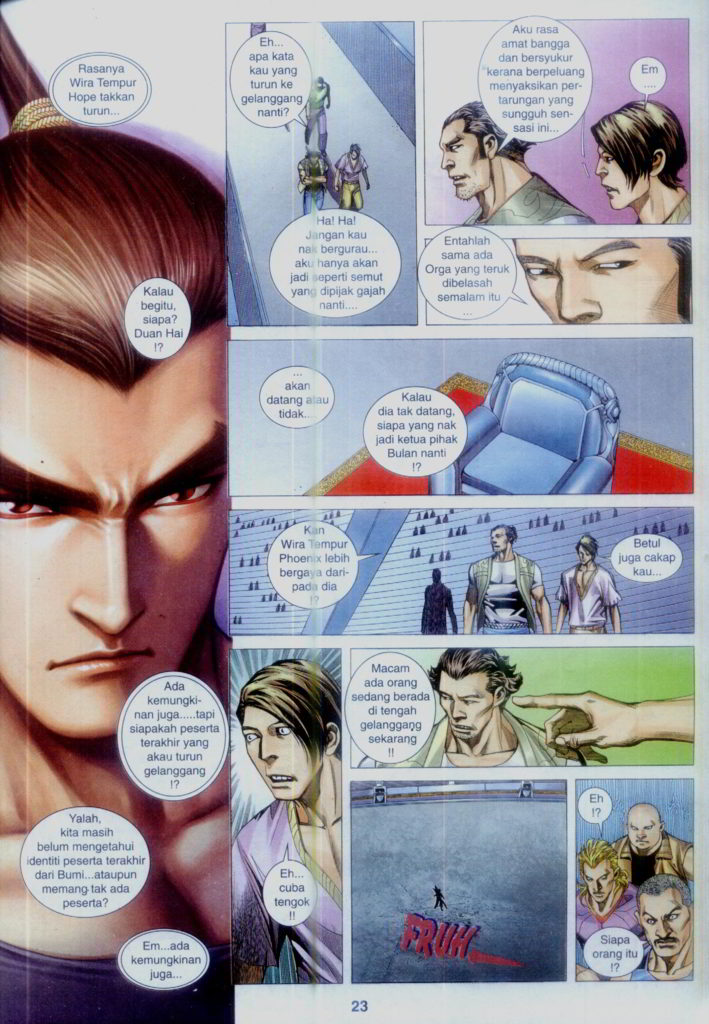 Rasanya
Wira Tempur
Hope takkan
turun...
Kalau
begitu,
siapa?
Duan Hai
!?
Ada
kemungki-
nan juga.....tapi
siapakah peserta
terakhir yang
akau turun
gelanggang
!?
Yalah,
kita masih
belum mengetahui
identiti peserta terakhir
dari Bumi...ataupun
memang tak ada
peserta?
Em...ada
kemungkinan
juga...
Eh...
apa kata
kau yang
turun ke
gelanggang
nanti?
Ha! Ha!
Jangan kau
nak bergurau...
aku hanya akan
jadi seperti semut
yang dipijak gajah
nanti....
Aku rasa
amat bangga
dan bersyukur
kerana berpeluang
menyaksikan per-
tarungan yang
sungguh sen-
sasi ini...
Em
....
Entahlah
sama ada
Orga yang teruk
dibelasah
semalam itu
...
...
akan
datang atau
tidak...
Kalau
dia tak datang,
siapa yang nak
jadi ketua pihak
Bulan nanti
!?
Kan
Wira Tempur
Phoenix lebih
bergaya dari-
pada dia
!?
Betul
juga cakap
kau...
Eh...
cuba
tengok
!!
Macam
ada orang
sedang berada
di tengah
gelanggang
sekarang
!!
FRUH
Eh
!?
Siapa
orang itu
!?
23